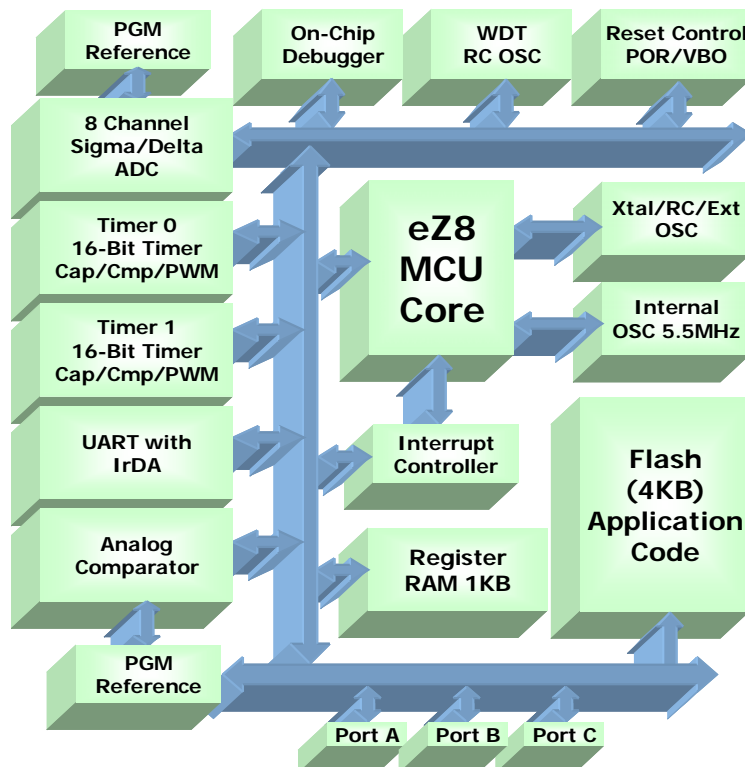 PGM
Reference
On-Chip
Debugger
WDT
RC OSC
Reset Control
POR/VBO
8 Channel
Sigma/Delta
ADC
Timer 0
16-Bit Timer
Cap/Cmp/PWM
eZ8
MCU
Core
Xtal/RC/Ext
OSC
Timer 1
16-Bit Timer
Cap/Cmp/PWM
Internal
OSC 5.5MHz
UART with
IrDA
Interrupt
Controller
Flash
(4KB)
Application
Code
Analog
Comparator
Register
RAM 1KB
PGM
Reference
Port A
Port B
Port C